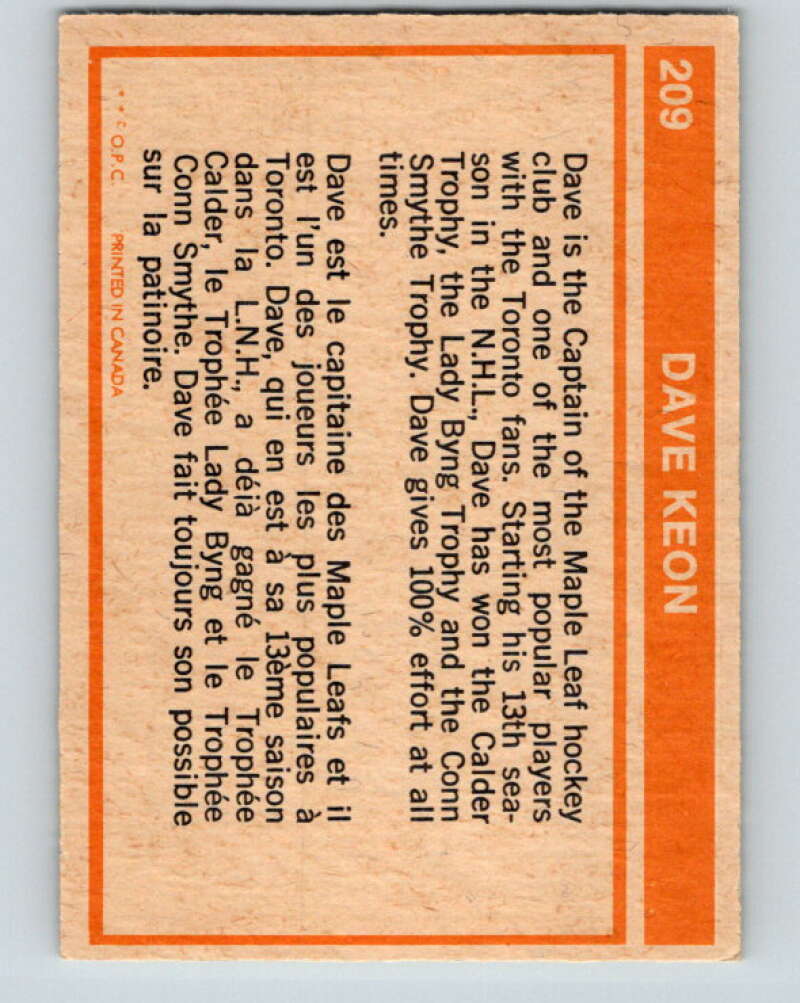 209 DAVE KEON
Dave is the Captain of the Maple Leaf hockey
club and one of the most popular players
with the Toronto fans. Starting his 13th sea-
son in the N.H.L., Dave has won the Calder
Trophy, the Lady Byng Trophy and the Conn
Smythe Trophy. Dave gives 100% effort at all
times.
Dave est le capitaine des Maple Leafs et il
est l'un des joueurs les plus populaires à
Toronto. Dave, qui en est à sa 13ème saison
dans la L.N.H., a déjà gagné le Trophée
Calder, le Trophée Lady Byng et le Trophée
Conn Smythe. Dave fait toujours son possible
sur la patinoire.
**© O.P.C. PRINTED IN CANADA